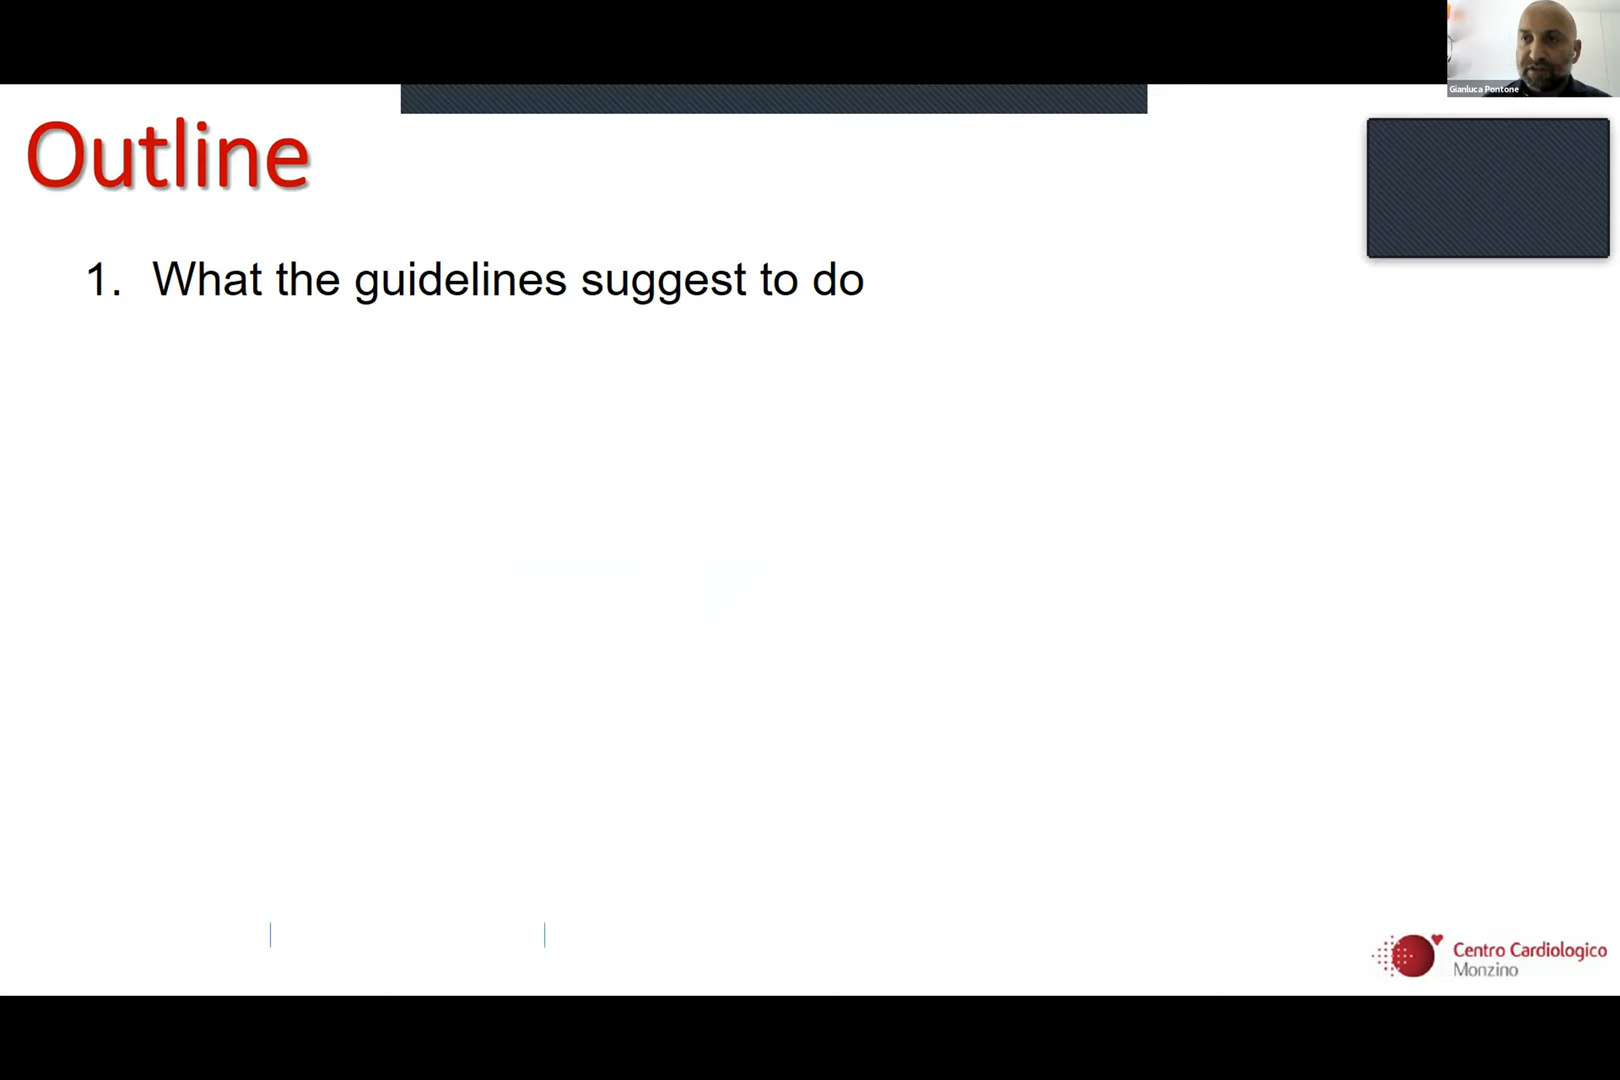 Gianluca Pontone
Outline
1. What the guidelines suggest to do
Centro Cardiologico
Monzino